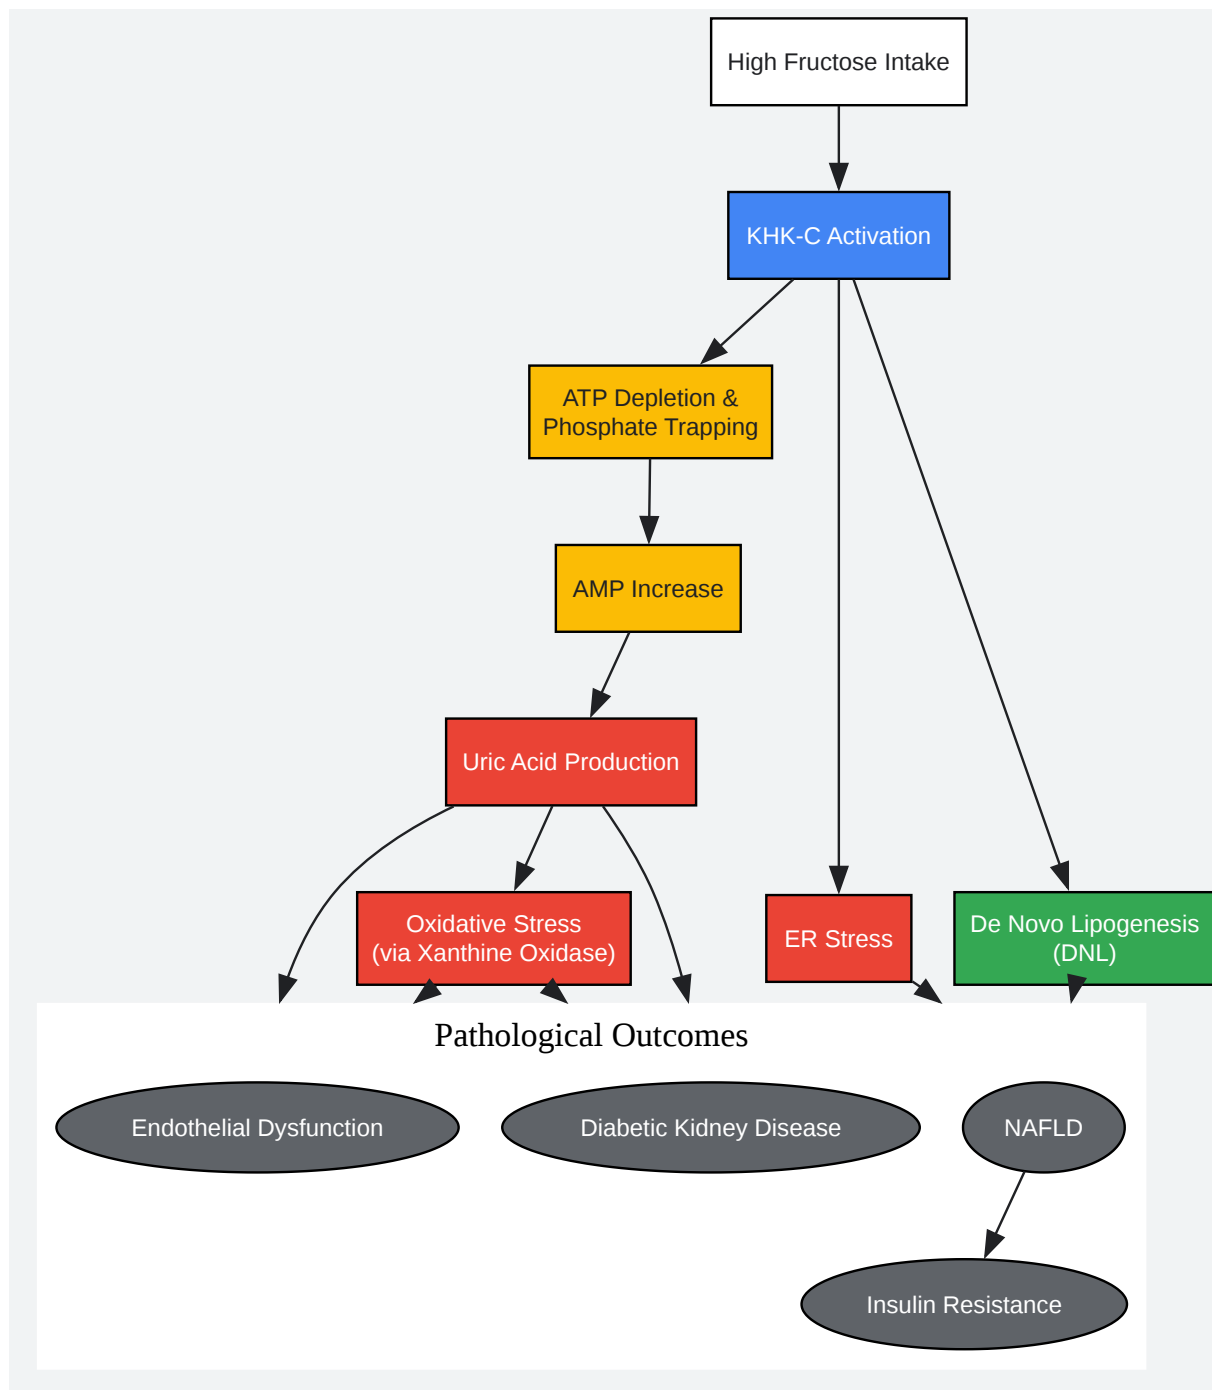 High Fructose Intake
KHK-C Activation
ATP Depletion &
Phosphate Trapping
AMP Increase
Uric Acid Production
Oxidative Stress
(via Xanthine Oxidase)
ER Stress
De Novo Lipogenesis
(DNL)
Pathological Outcomes
Endothelial Dysfunction
Diabetic Kidney Disease
NAFLD
Insulin Resistance